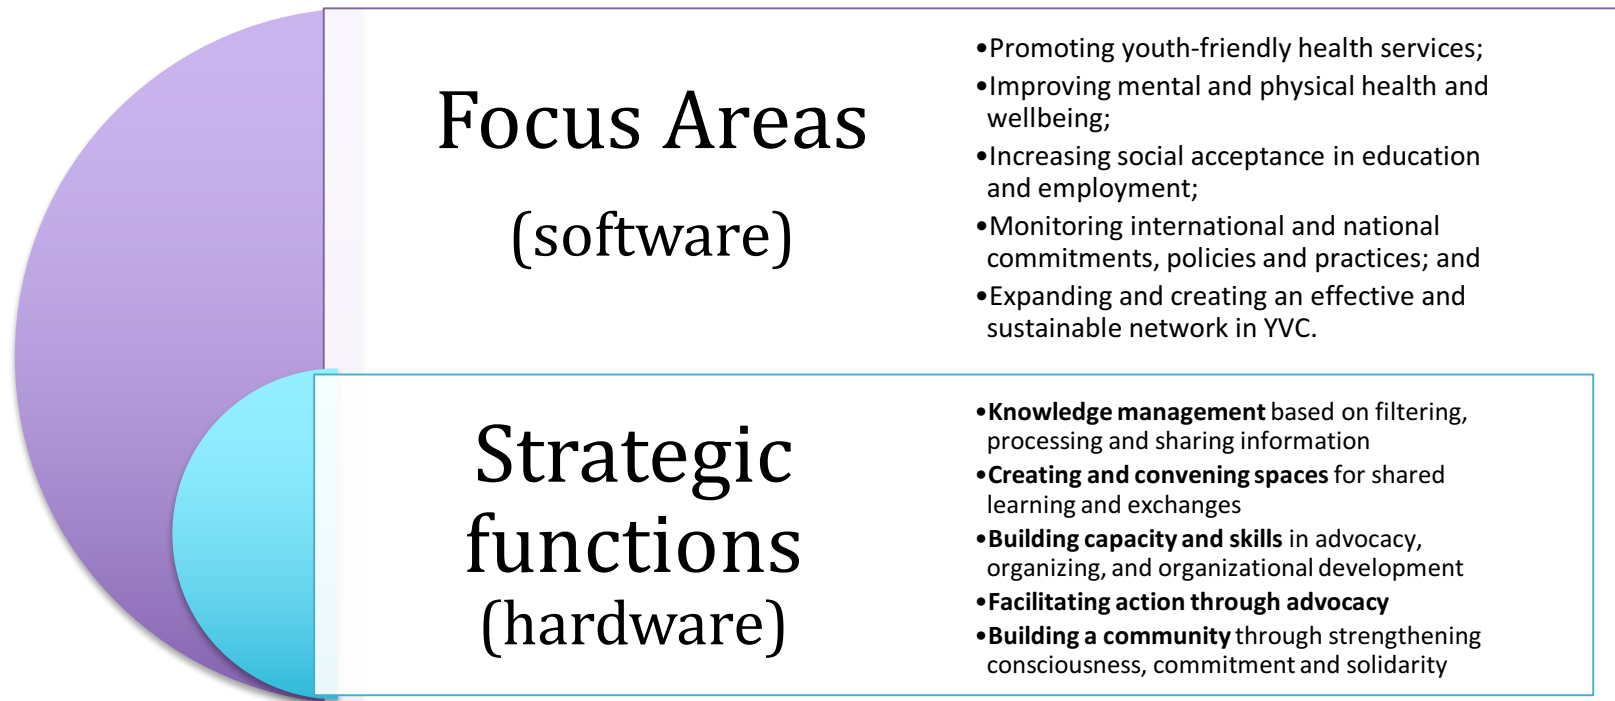 Focus Areas
(software)
•Promoting youth-friendly health services;
•Improving mental and physical health and
wellbeing;
•Increasing social acceptance in education
and employment;
•Monitoring international and national
commitments, policies and practices; and
•Expanding and creating an effective and
sustainable network in YVC.
Strategic
functions
(hardware)
•Knowledge management based on filtering,
processing and sharing information
•Creating and convening spaces for shared
learning and exchanges
•Building capacity and skills in advocacy,
organizing, and organizational development
•Facilitating action through advocacy
•Building a community through strengthening
consciousness, commitment and solidarity